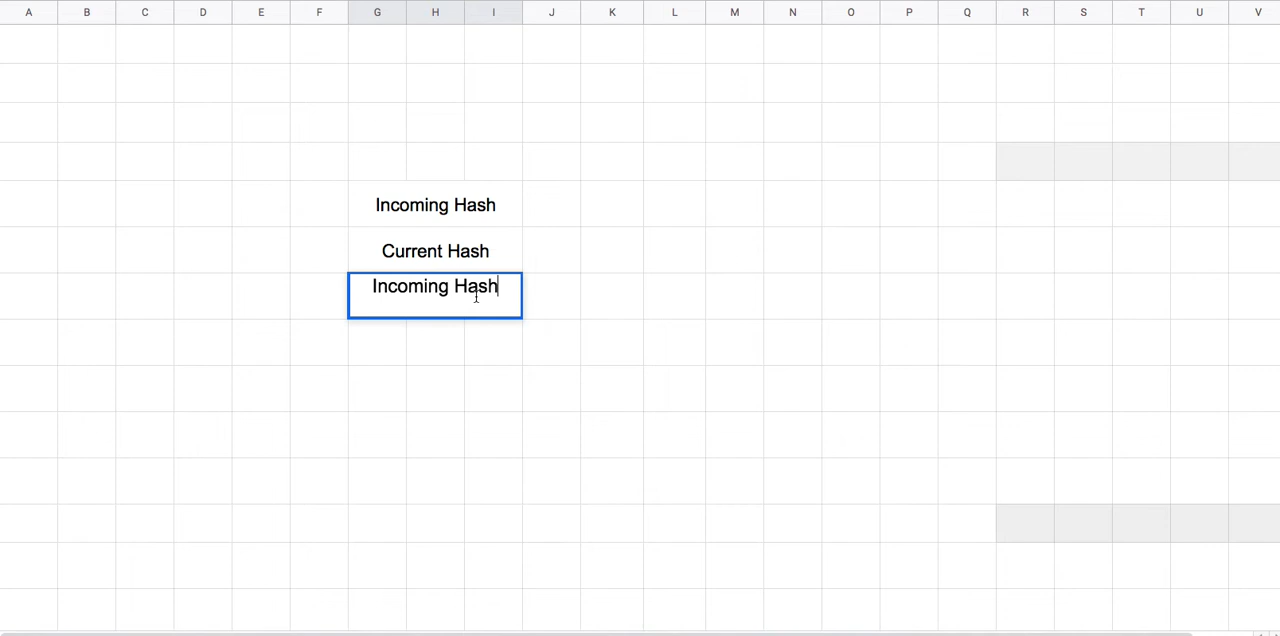 A B C D E F G H I J K L M N O P Q R S T U V
Incoming Hash
Current Hash
Incoming Hash